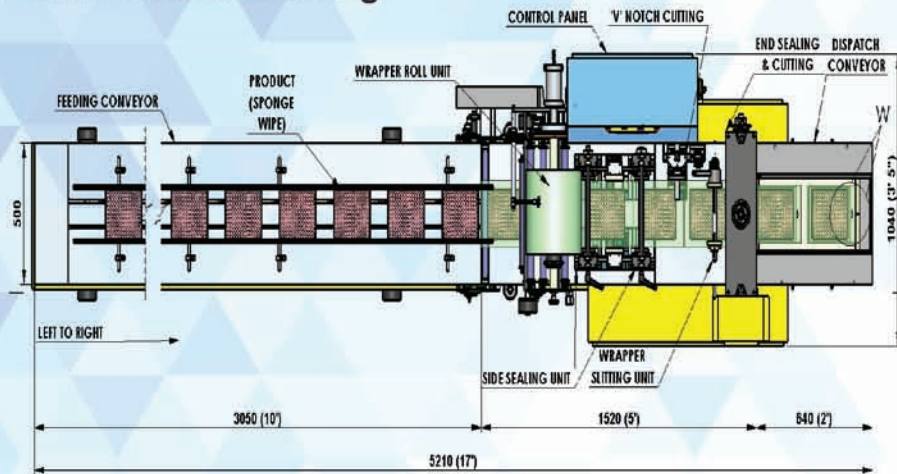 CONTROL PANEL
'V' NOTCH CUTTING
END SEALING
& CUTTING
DISPATCH
CONVEYOR
WRAPPER ROLL UNIT
PRODUCT
(SPONGE
WIPE)
FEEDING CONVEYOR
W
500
1040 (3' 5")
LEFT TO RIGHT
SIDE SEALING UNIT
WRAPPER
SLITTING UNIT
3050 (10')
1520 (5')
640 (2')
5210 (17')